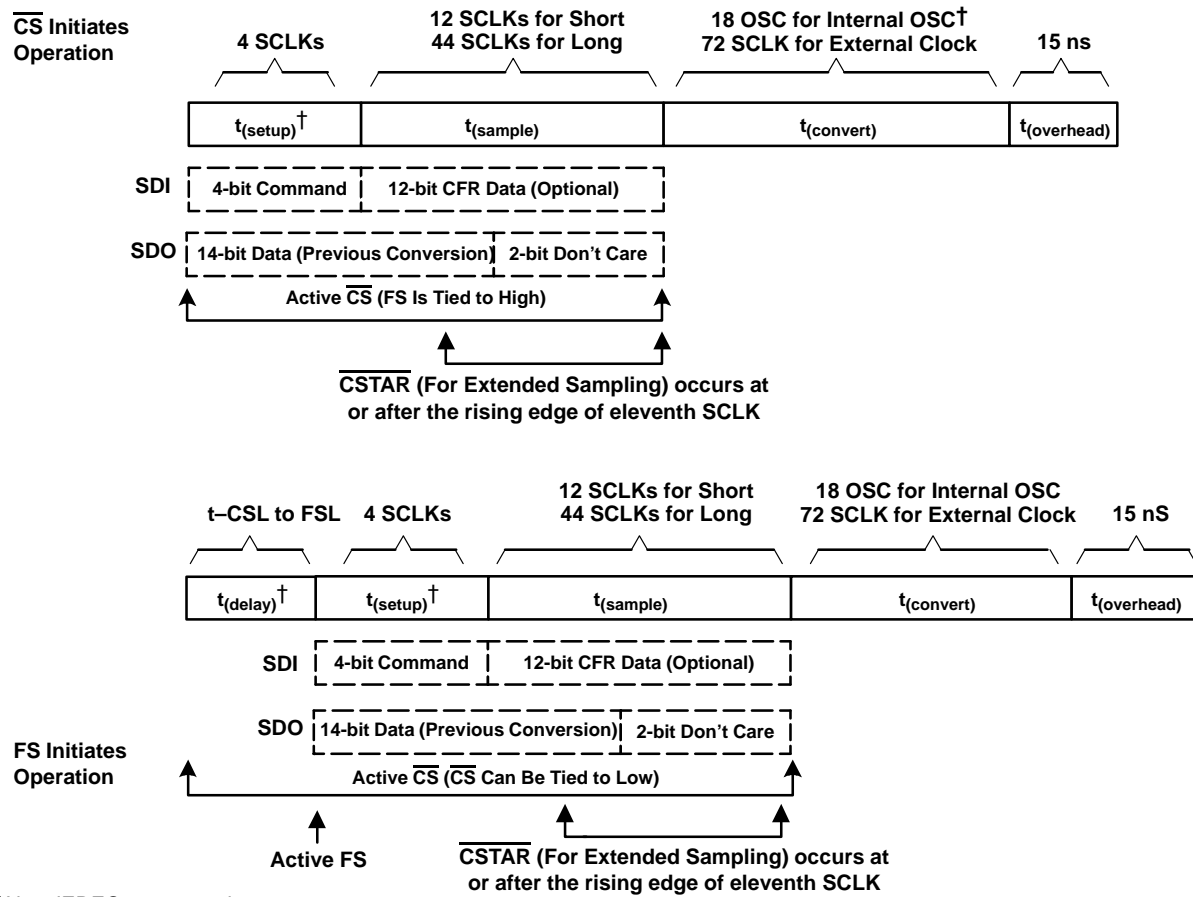 CS Initiates
Operation
4 SCLKs
12 SCLKs for Short
44 SCLKs for Long
18 OSC for Internal OSC†
72 SCLK for External Clock
15 ns
t(setup)†
t(sample)
t(convert)
t(overhead)
SDI
4-bit Command
12-bit CFR Data (Optional)
SDO
14-bit Data (Previous Conversion)
2-bit Don't Care
Active CS (FS Is Tied to High)
CSTAR (For Extended Sampling) occurs at
or after the rising edge of eleventh SCLK
t–CSL to FSL
4 SCLKs
12 SCLKs for Short
44 SCLKs for Long
18 OSC for Internal OSC
72 SCLK for External Clock
15 nS
t(delay)†
t(setup)†
t(sample)
t(convert)
t(overhead)
SDI
4-bit Command
12-bit CFR Data (Optional)
SDO
14-bit Data (Previous Conversion)
2-bit Don't Care
FS Initiates
Operation
Active CS (CS Can Be Tied to Low)
Active FS
CSTAR (For Extended Sampling) occurs at
or after the rising edge of eleventh SCLK